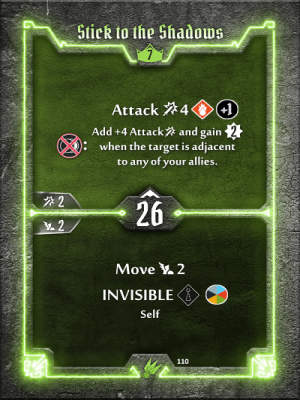 Stick to the Shadows
7
Attack 4 +1
Add +4 Attack and gain 2
: when the target is adjacent
to any of your allies.
2
26
2
Move 2
INVISIBLE
Self
110